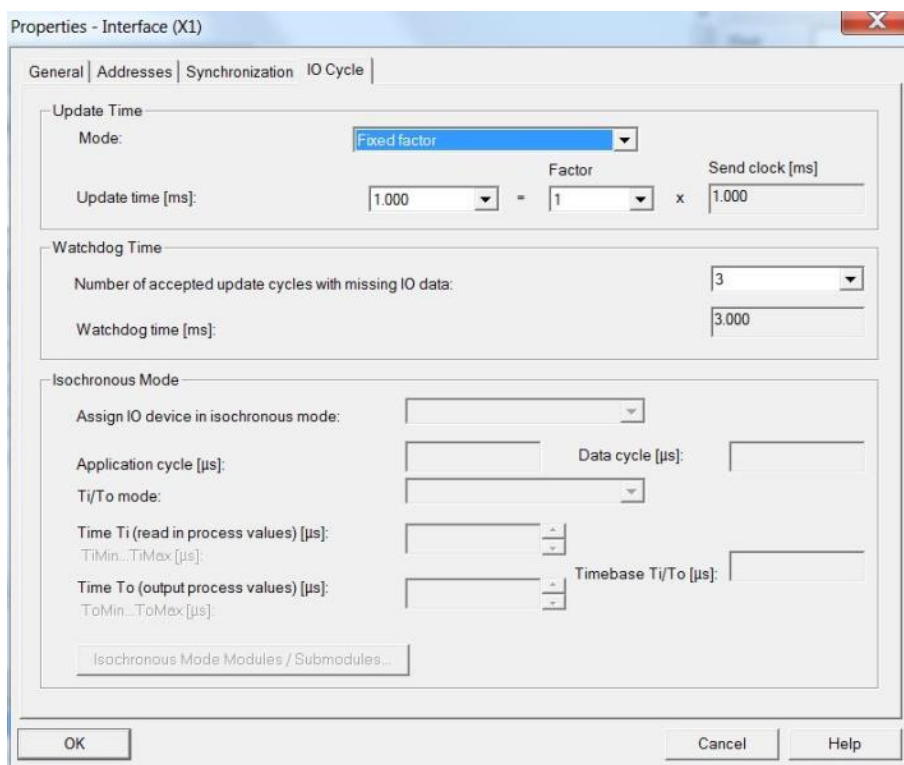 Properties - Interface (X1)
General Addresses Synchronization IO Cycle
Update Time
Mode: Fixed factor
Factor Send clock [ms]
Update time [ms]: 1.000 = 1 x 1.000
Watchdog Time
Number of accepted update cycles with missing IO data: 3
Watchdog time [ms]: 3.000
Isochronous Mode
Assign IO device in isochronous mode:
Application cycle [µs]: Data cycle [µs]:
Ti/To mode:
Time Ti (read in process values) [µs]:
TiMin...TiMax [µs]:
Timebase Ti/To [µs]:
Time To (output process values) [µs]:
ToMin...ToMax [µs]:
Isochronous Mode Modules / Submodules...
OK Cancel Help